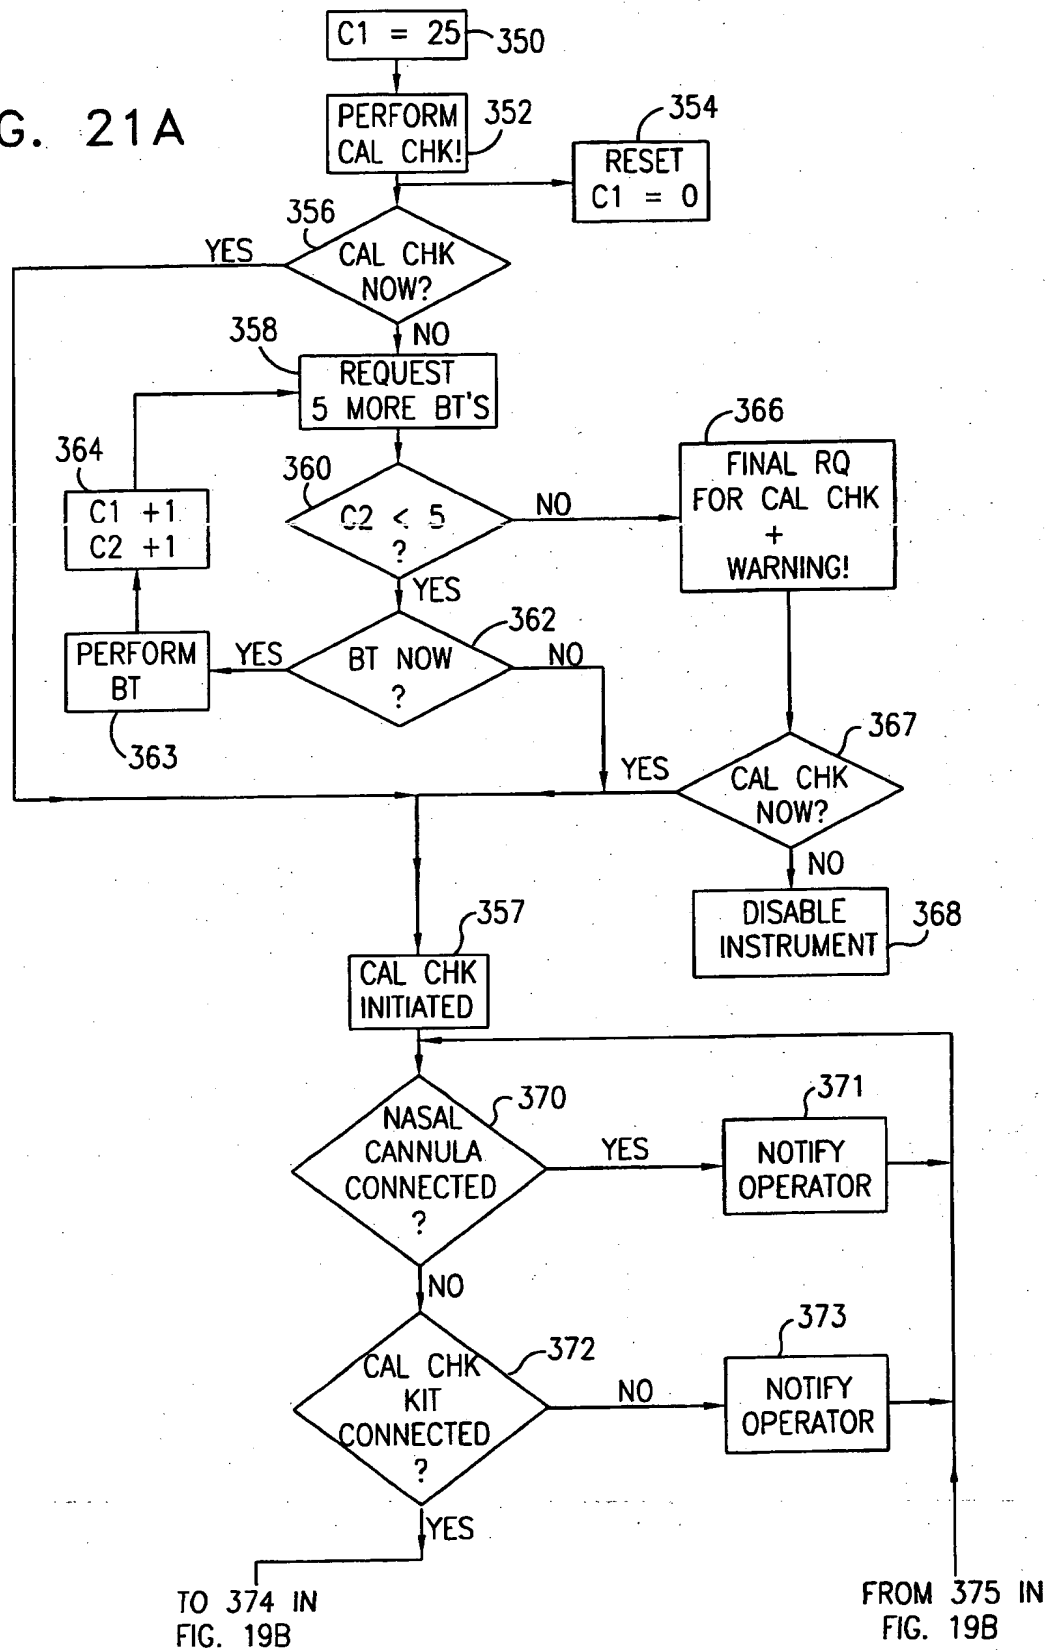 C1 = 25
350
G. 21A
PERFORM
CAL CHK!
352
354
RESET
C1 = 0
356
YES
CAL CHK
NOW?
NO
358
REQUEST
5 MORE BT'S
366
FINAL RQ
FOR CAL CHK
+
WARNING!
364
C1 +1
C2 +1
360
C2 < 5
?
NO
YES
362
BT NOW
?
YES
NO
PERFORM
BT
363
367
YES
CAL CHK
NOW?
NO
DISABLE
INSTRUMENT
368
357
CAL CHK
INITIATED
370
NASAL
CANNULA
CONNECTED
?
YES
371
NOTIFY
OPERATOR
NO
372
CAL CHK
KIT
CONNECTED
?
NO
373
NOTIFY
OPERATOR
YES
TO 374 IN
FIG. 19B
FROM 375 IN
FIG. 19B